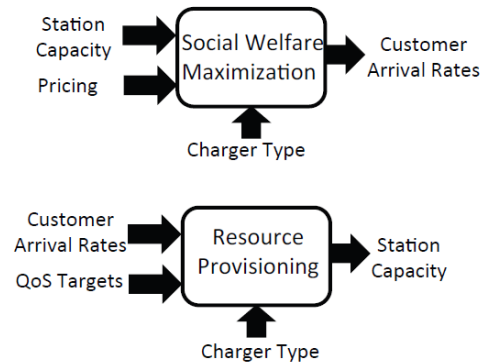 Station
Capacity
Pricing
Social Welfare
Maximization
Customer
Arrival Rates
Charger Type
Customer
Arrival Rates
QoS Targets
Resource
Provisioning
Station
Capacity
Charger Type